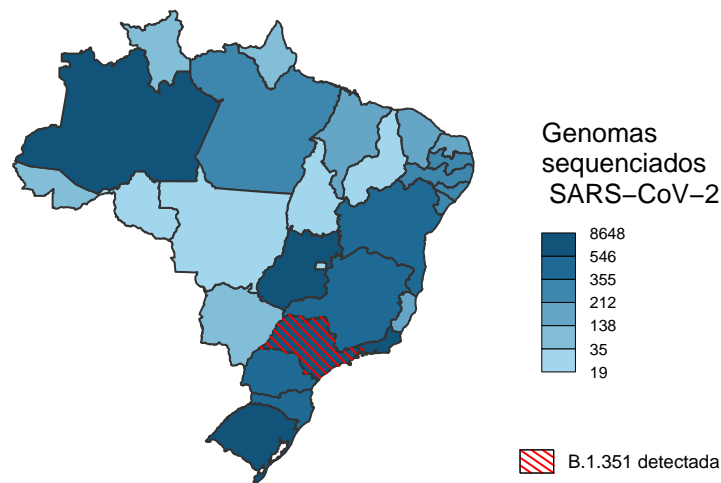 Genomas
sequenciados
SARS−CoV−2
8648
546
355
212
138
35
19
B.1.351 detectada